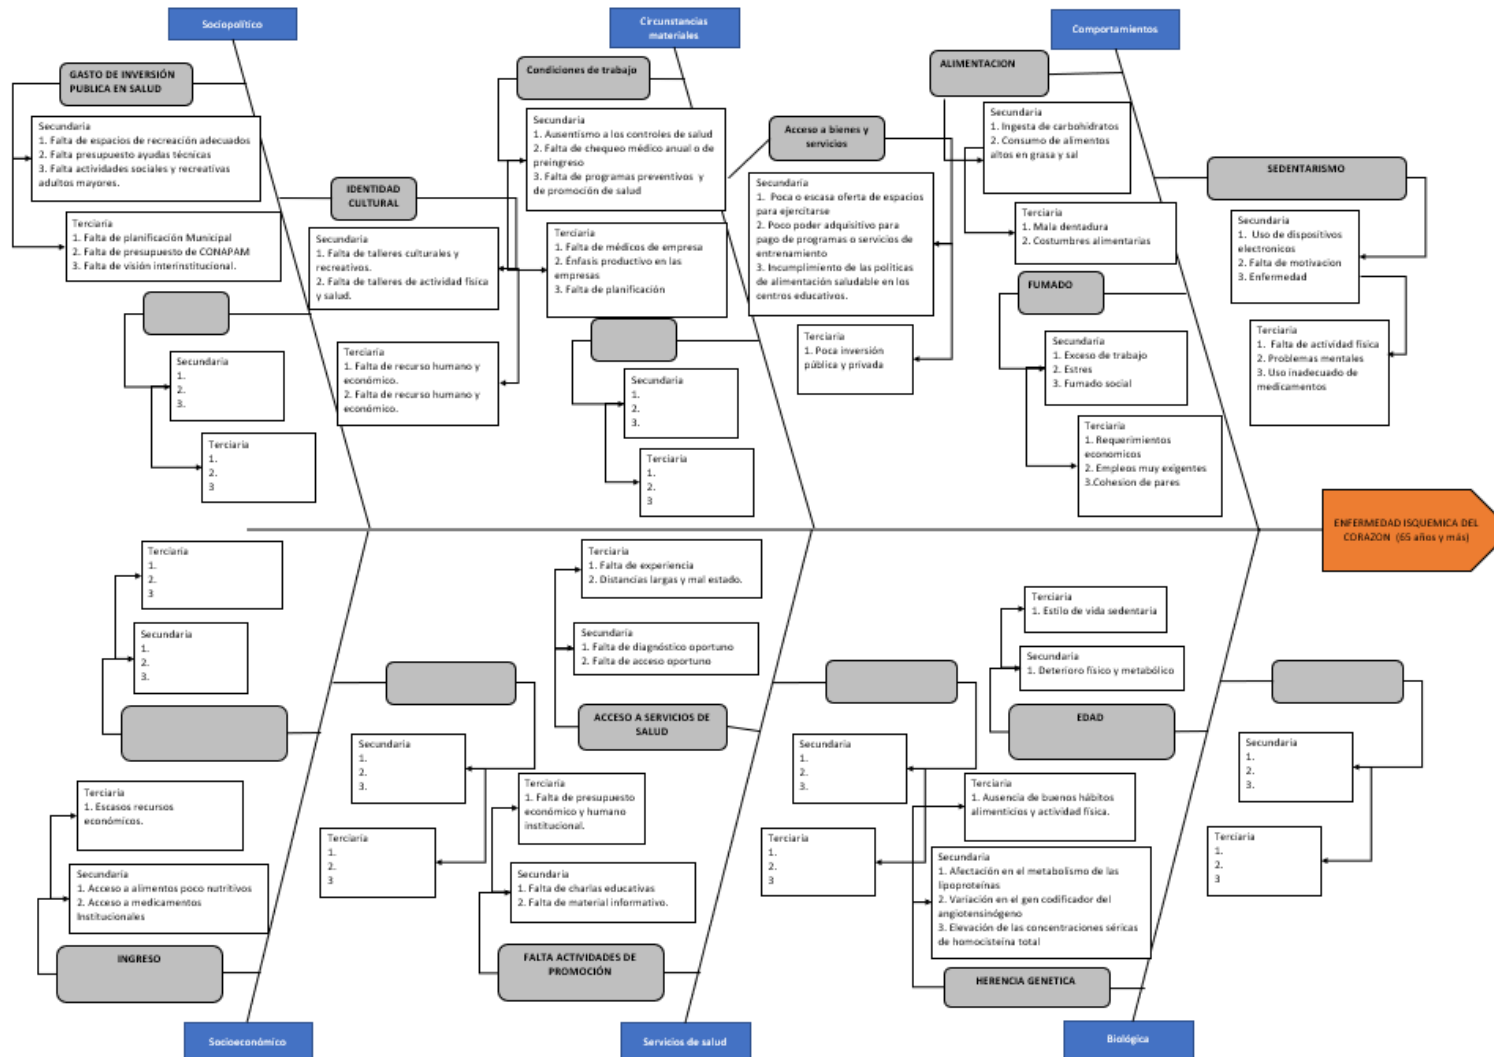 Sociopolítico
GASTO DE INVERSIÓN
PUBLICA EN SALUD
Secundaria
1. Falta de espacios de recreación adecuados
2. Falta presupuesto ayudas técnicas
3. Falta actividades sociales y recreativas
adultos mayores.
Terciaria
1. Falta de planificación Municipal
2. Falta de presupuesto de CONAPAM
3. Falta de visión interinstitucional.
IDENTIDAD
CULTURAL
Secundaria
1. Falta de talleres culturales y
recreativos.
2. Falta de talleres de actividad física
y salud.
Terciaria
1. Falta de recurso humano y
económico.
2. Falta de recurso humano y
económico.
Secundaria
1.
2.
3.
Terciaria
1.
2.
3
Circunstancias
materiales
Condiciones de trabajo
Secundaria
1. Ausentismo a los controles de salud
2. Falta de chequeo médico anual o de
preingreso
3. Falta de programas preventivos y
de promoción de salud
Terciaria
1. Falta de médicos de empresa
2. Énfasis productivo en las
empresas
3. Falta de planificación
Acceso a bienes y
servicios
Secundaria
1. Poca o escasa oferta de espacios
para ejercitarse
2. Poco poder adquisitivo para
pago de programas o servicios de
entrenamiento
3. Incumplimiento de las políticas
de alimentación saludable en los
centros educativos.
Terciaria
1. Poca inversión
pública y privada
Secundaria
1.
2.
3.
Terciaria
1.
2.
3
Comportamientos
ALIMENTACION
Secundaria
1. Ingesta de carbohidratos
2. Consumo de alimentos
altos en grasa y sal
Terciaria
1. Mala dentadura
2. Costumbres alimentarias
SEDENTARISMO
Secundaria
1. Uso de dispositivos
electronicos
2. Falta de motivacion
3. Enfermedad
Terciaria
1. Falta de actividad física
2. Problemas mentales
3. Uso inadecuado de
medicamentos
FUMADO
Secundaria
1. Exceso de trabajo
2. Estres
3. Fumado social
Terciaria
1. Requerimientos
economicos
2. Empleos muy exigentes
3.Cohesion de pares
ENFERMEDAD ISQUEMICA DEL
CORAZON (65 años y más)
Terciaria
1.
2.
3
Secundaria
1.
2.
3.
Secundaria
1.
2.
3.
Terciaria
1.
2.
3
Terciaria
1. Escasos recursos
económicos.
Secundaria
1. Acceso a alimentos poco nutritivos
2. Acceso a medicamentos
Institucionales
INGRESO
Socioeconómico
Terciaria
1. Falta de experiencia
2. Distancias largas y mal estado.
Secundaria
1. Falta de diagnóstico oportuno
2. Falta de acceso oportuno
ACCESO A SERVICIOS DE
SALUD
Secundaria
1.
2.
3.
Terciaria
1.
2.
3
Terciaria
1. Falta de presupuesto
económico y humano
institucional.
Secundaria
1. Falta de charlas educativas
2. Falta de material informativo.
FALTA ACTIVIDADES DE
PROMOCIÓN
Servicios de salud
Terciaria
1. Estilo de vida sedentaria
Secundaria
1. Deterioro físico y metabólico
EDAD
Secundaria
1.
2.
3.
Terciaria
1.
2.
3
Terciaria
1. Ausencia de buenos hábitos
alimenticios y actividad física.
Secundaria
1. Afectación en el metabolismo de las
lipoproteínas
2. Variación en el gen codificador del
angiotensinógeno
3. Elevación de las concentraciones séricas
de homocisteína total
HERENCIA GENETICA
Biológica